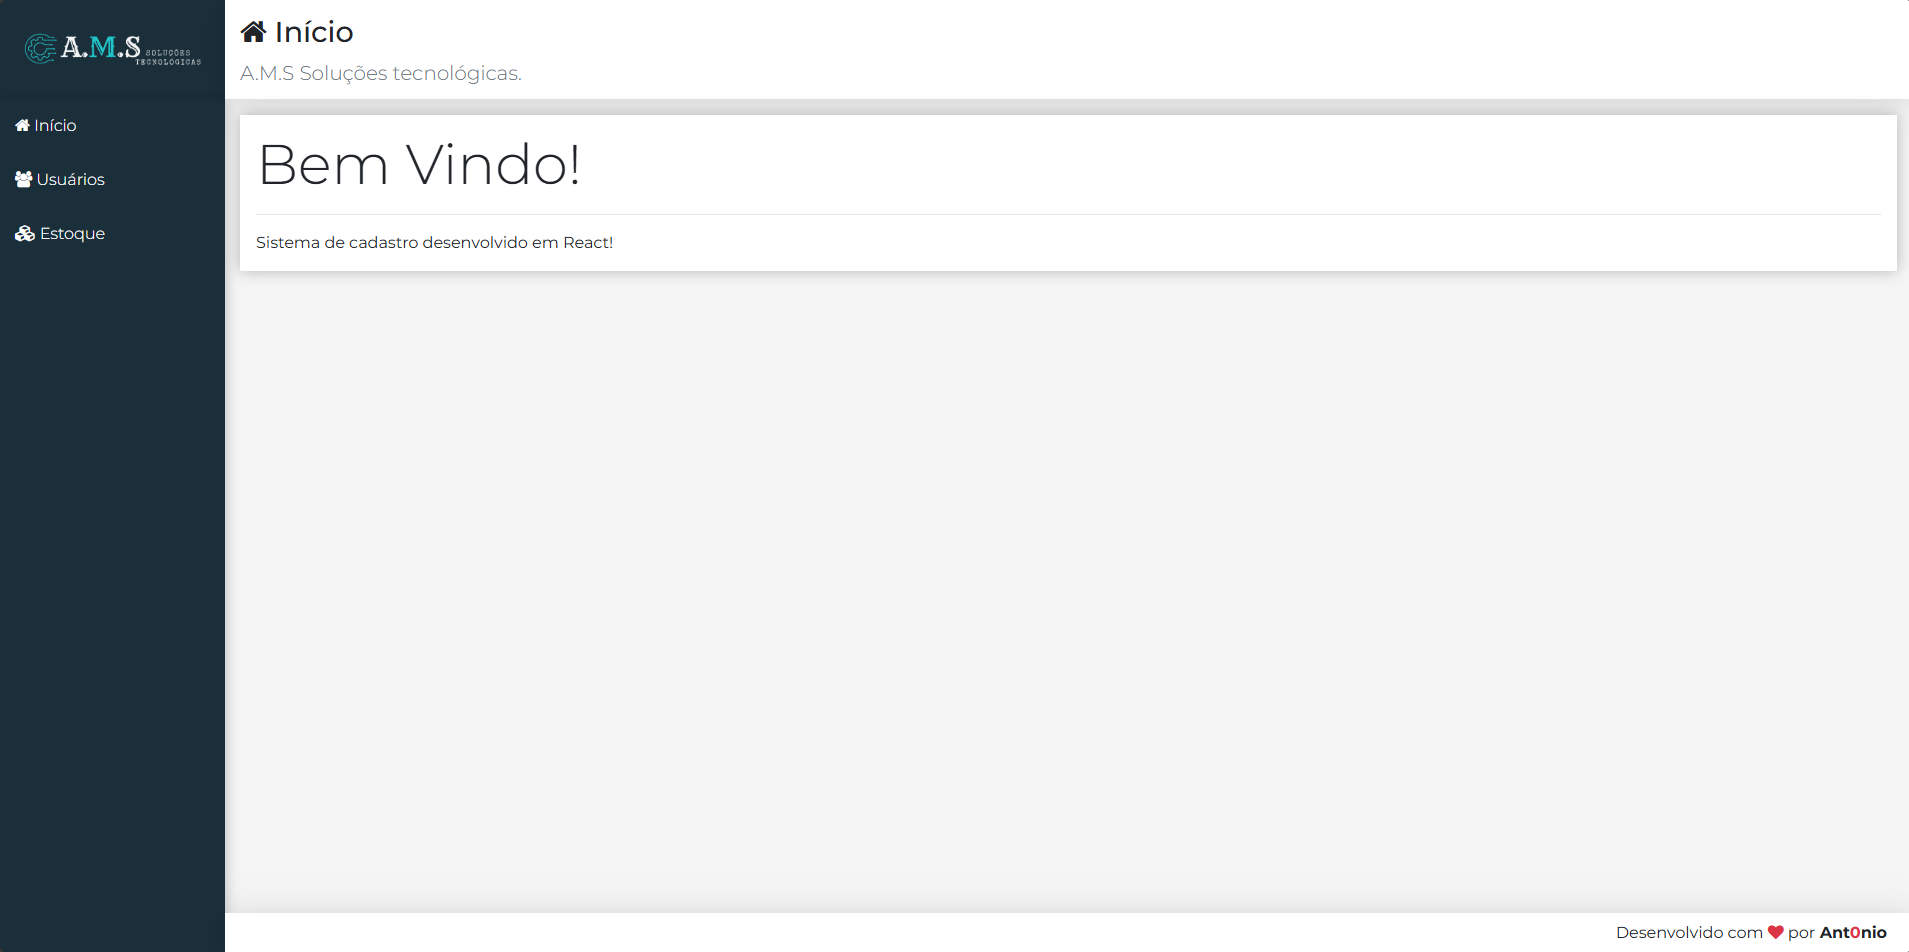 A.M.S SOLUÇÕES
TECNOLÓGICAS
Início
Usuários
Estoque
Início
A.M.S Soluções tecnológicas.
Bem Vindo!
Sistema de cadastro desenvolvido em React!
Desenvolvido com ❤ por Ant0nio